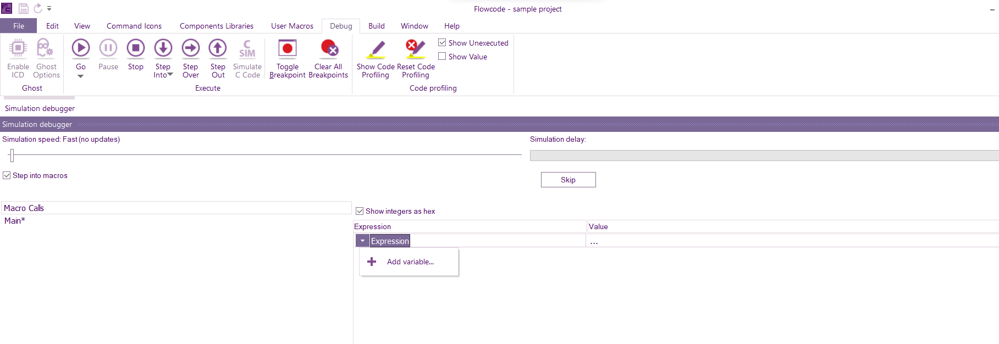 Flowcode - sample project
File Edit View Command Icons Components Libraries User Macros Debug Build Window Help
Enable ICD
Ghost Options
Go
Pause
Stop
Step Into
Step Over
Step Out
Simulate C Code
Toggle Breakpoint
Clear All Breakpoints
Show Code Profiling
Reset Code Profiling
Show Unexecuted
Show Value
Ghost
Execute
Code profiling
Simulation debugger
Simulation debugger
Simulation speed: Fast (no updates)
Simulation delay:
Step into macros
Skip
Macro Calls
Main*
Show integers as hex
Expression Value
Expression ...
Add variable...